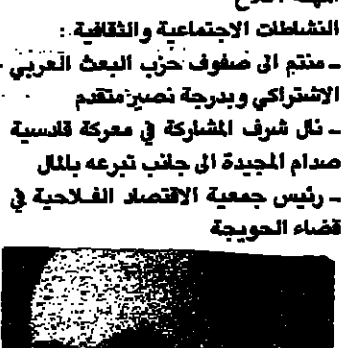 النشاطات الاجتماعية والثقافية :
ـ منتم الى صفوف حزب البعث العربي
الاشتراكي وبدرجة نصير متقدم
ـ نال شرف المشاركة في معركة قادسية
صدام المجيدة الى جانب تبرعه بالمال
ـ رئيس جمعية الاقتصاد الفلاحية في
قضاء الحويجة